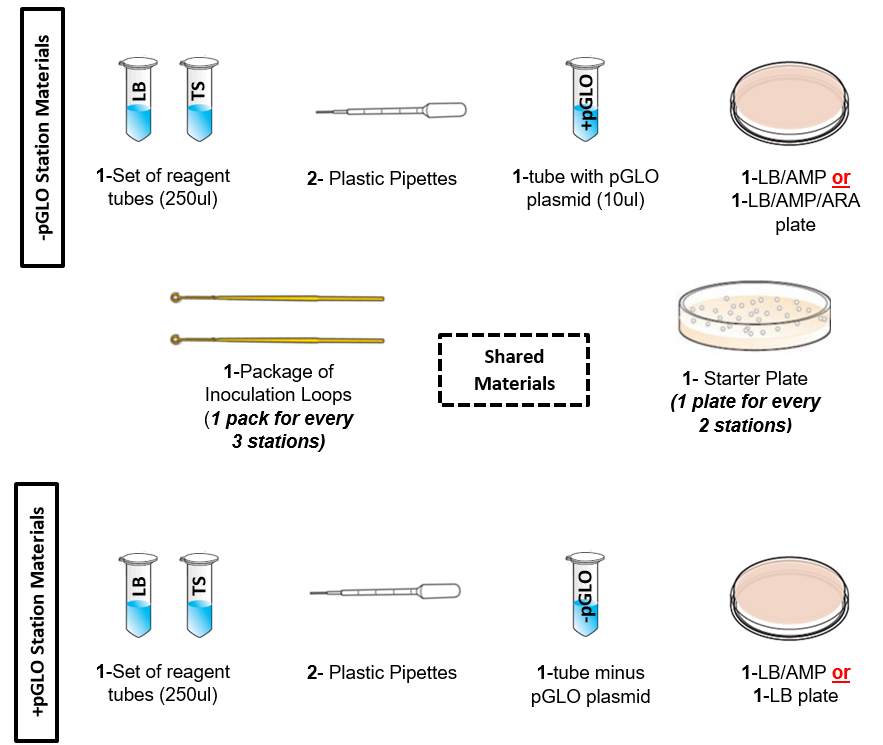 -pGLO Station Materials
LB
TS
+pGLO
1-Set of reagent
tubes (250ul)
2- Plastic Pipettes
1-tube with pGLO
plasmid (10ul)
1-LB/AMP or
1-LB/AMP/ARA
plate
1-Package of
Inoculation Loops
(1 pack for every
3 stations)
Shared
Materials
1- Starter Plate
(1 plate for every
2 stations)
+pGLO Station Materials
LB
TS
-pGLO
1-Set of reagent
tubes (250ul)
2- Plastic Pipettes
1-tube minus
pGLO plasmid
1-LB/AMP or
1-LB plate